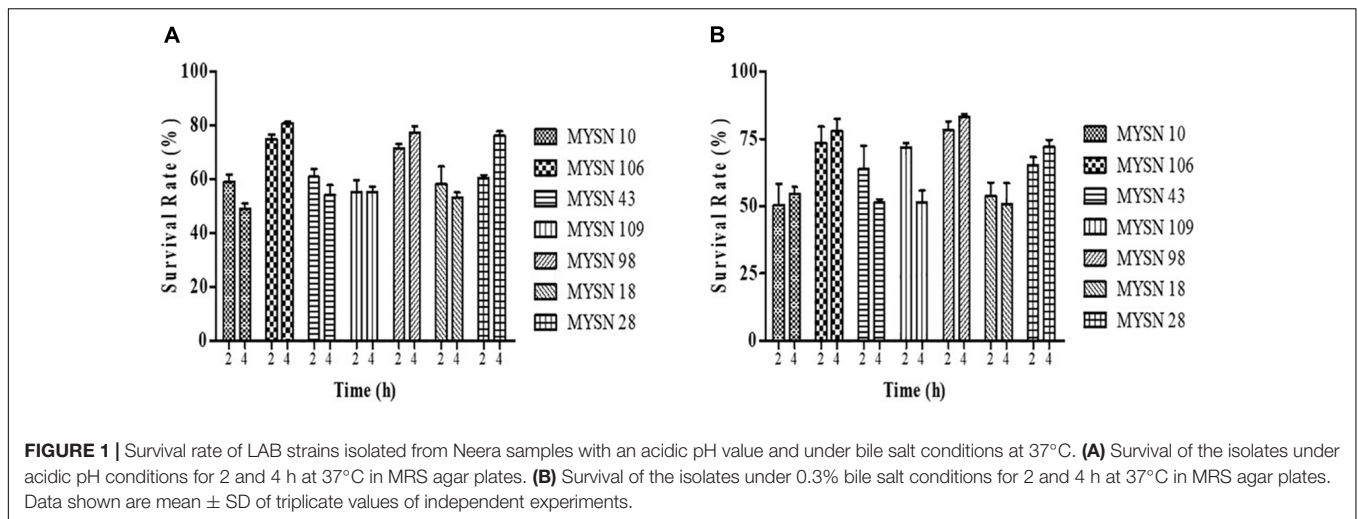 A
100
80
60
40
20
0
Survival Rate (%)
2 4 2 4 2 4 2 4 2 4 2 4 2 4
Time (h)
MYSN 10
MYSN 106
MYSN 43
MYSN 109
MYSN 98
MYSN 18
MYSN 28
B
100
75
50
25
0
Survival Rate (%)
2 4 2 4 2 4 2 4 2 4 2 4 2 4
Time (h)
MYSN 10
MYSN 106
MYSN 43
MYSN 109
MYSN 98
MYSN 18
MYSN 28
FIGURE 1 | Survival rate of LAB strains isolated from Neera samples with an acidic pH value and under bile salt conditions at 37°C. (A) Survival of the isolates under
acidic pH conditions for 2 and 4 h at 37°C in MRS agar plates. (B) Survival of the isolates under 0.3% bile salt conditions for 2 and 4 h at 37°C in MRS agar plates.
Data shown are mean ± SD of triplicate values of independent experiments.